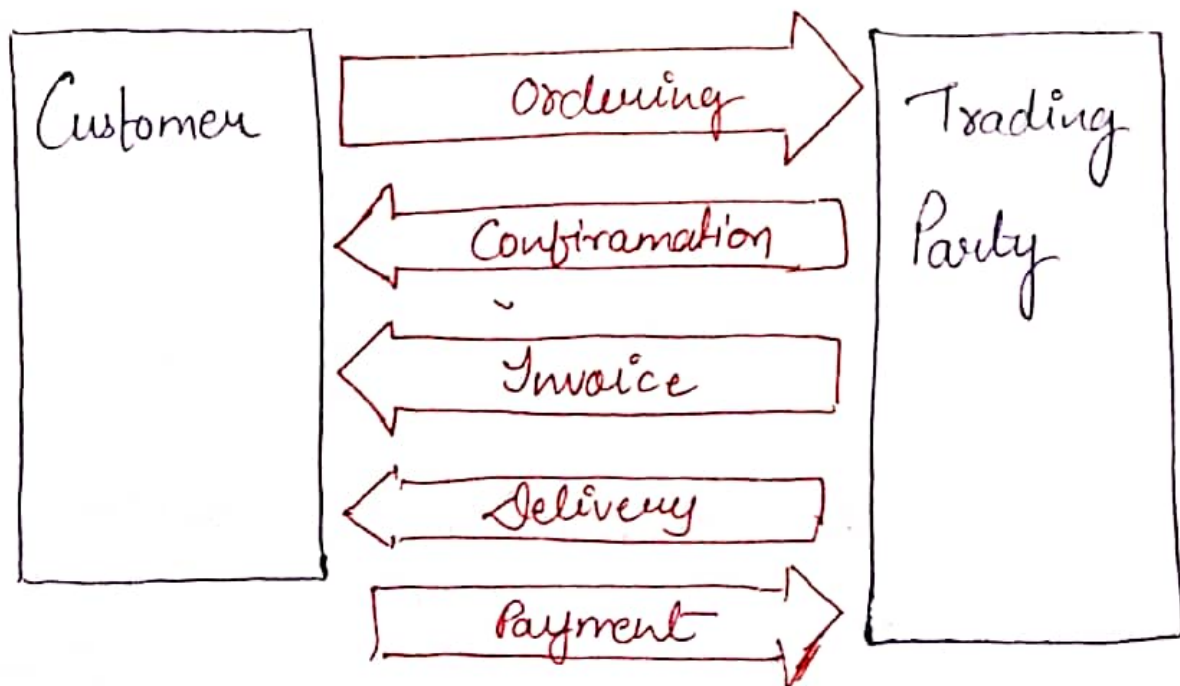 Customer
Ordering
Trading
Party
Confiramation
Invoice
Delivery
Payment